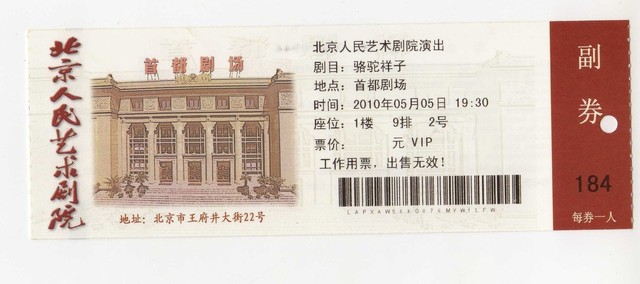 北京人民艺术剧院
首都剧场
地址:北京市王府井大街22号
北京人民艺术剧院演出
剧目:骆驼祥子
地点:首都剧场
时间:2010年05月05日 19:30
座位:1楼 9排 2号
票价: 元 VIP
工作用票,出售无效!
副券
184
每券一人